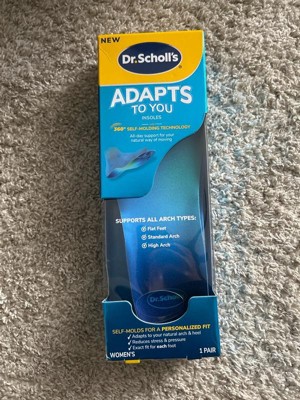 NEW
Dr. Scholl's
ADAPTS
TO YOU
INSOLES
360° SELF-MOLDING TECHNOLOGY
All-day support for your
natural way of moving
SUPPORTS ALL ARCH TYPES:
Flat Feet
Standard Arch
High Arch
Dr. Scholl's
SELF-MOLDS FOR A PERSONALIZED FIT
Adapts to your natural arch & heel
Reduces stress & pressure
Exact fit for each foot
WOMEN'S
1 PAIR